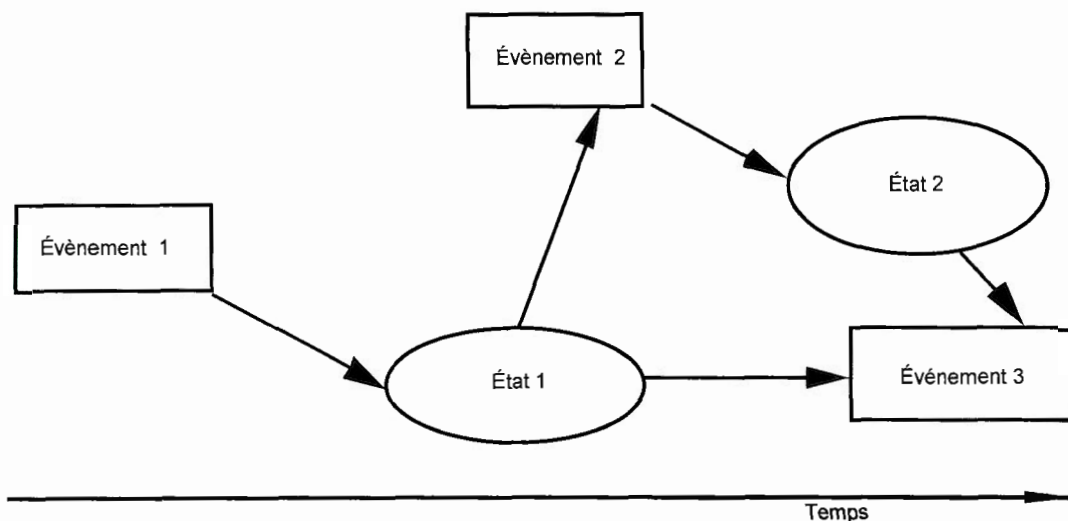 Évènement 2
État 2
Évènement 1
État 1
Événement 3
Temps